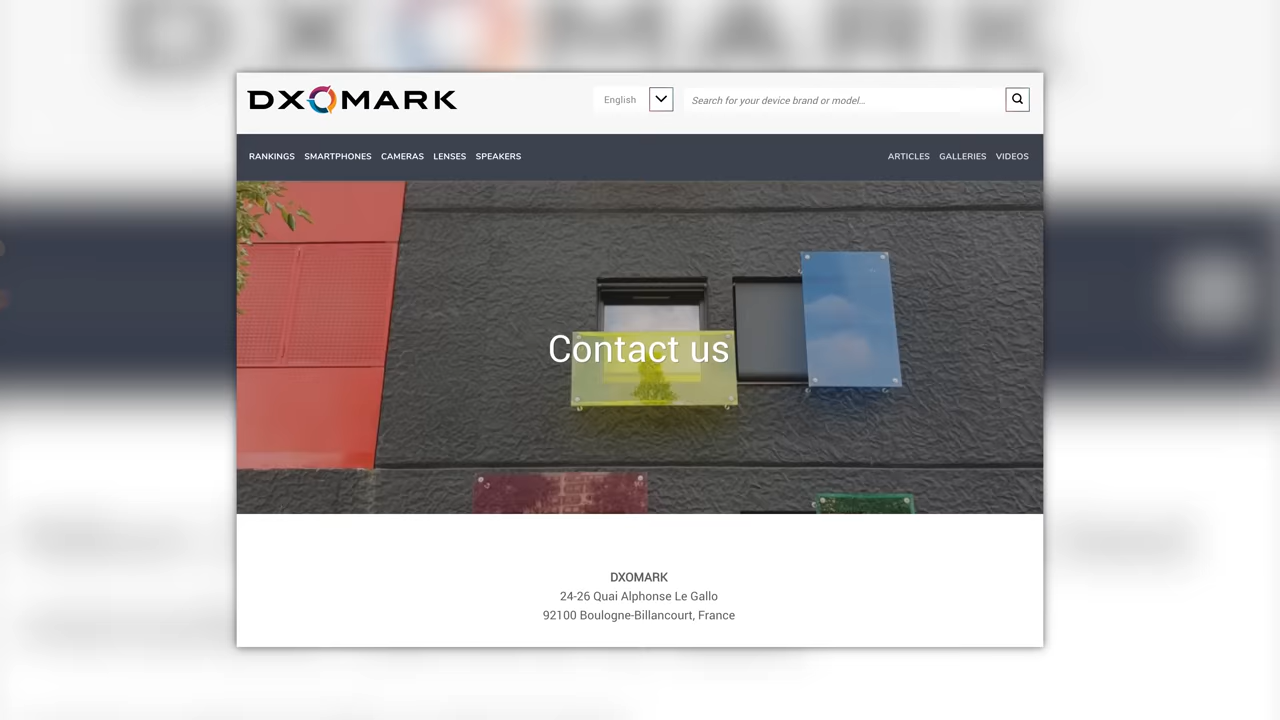 DXOMARK
English
Search for your device brand or model...
RANKINGS SMARTPHONES CAMERAS LENSES SPEAKERS
ARTICLES GALLERIES VIDEOS
Contact us
DXOMARK
24-26 Quai Alphonse Le Gallo
92100 Boulogne-Billancourt, France